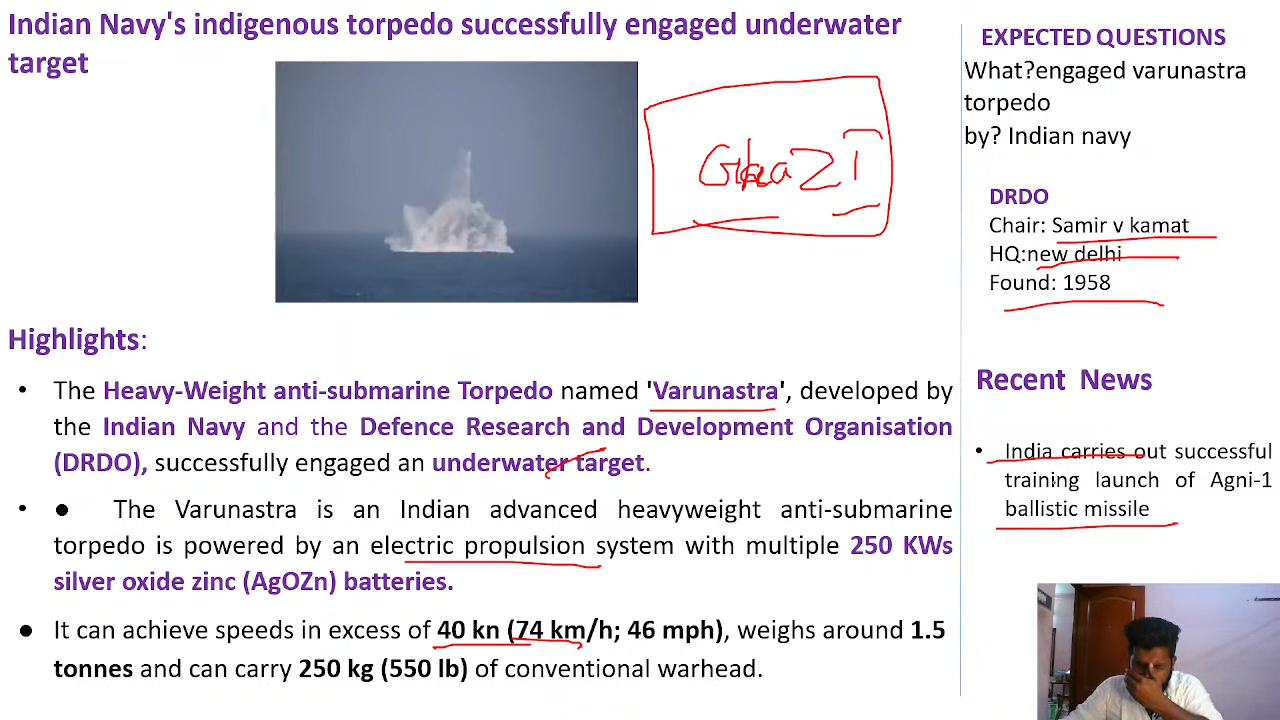 Indian Navy's indigenous torpedo successfully engaged underwater
target
Ghazi
Highlights:
• The Heavy-Weight anti-submarine Torpedo named 'Varunastra', developed by
the Indian Navy and the Defence Research and Development Organisation
(DRDO), successfully engaged an underwater target.
• ● The Varunastra is an Indian advanced heavyweight anti-submarine
torpedo is powered by an electric propulsion system with multiple 250 KWs
silver oxide zinc (AgOZn) batteries.
● It can achieve speeds in excess of 40 kn (74 km/h; 46 mph), weighs around 1.5
tonnes and can carry 250 kg (550 lb) of conventional warhead.
EXPECTED QUESTIONS
What?engaged varunastra
torpedo
by? Indian navy
DRDO
Chair: Samir v kamat
HQ:new delhi
Found: 1958
Recent News
• India carries out successful
training launch of Agni-1
ballistic missile